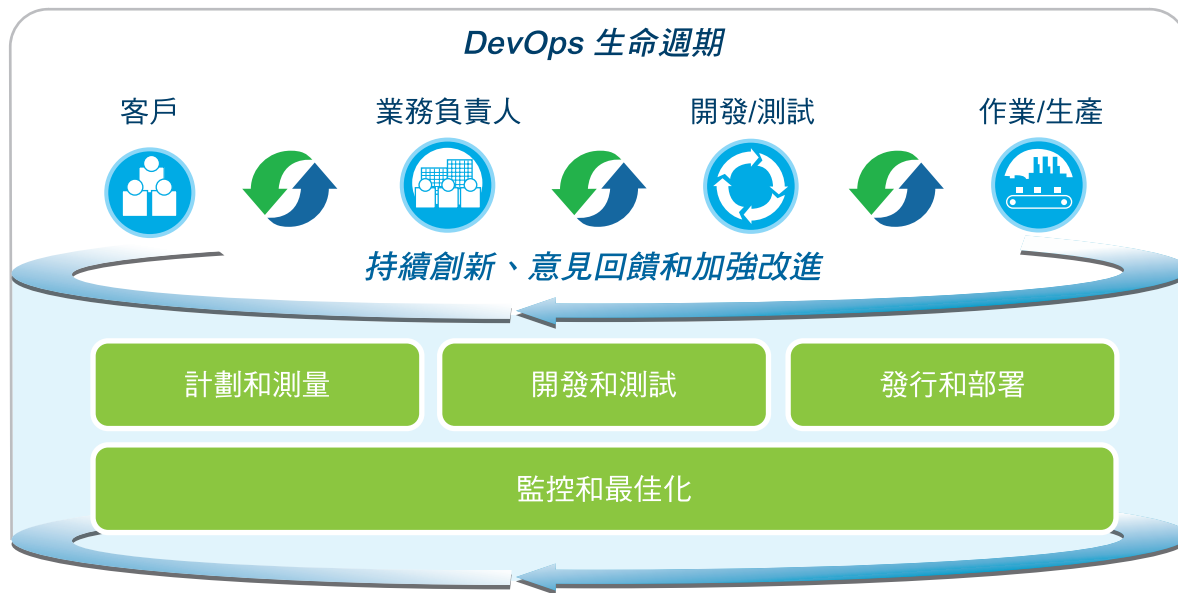 DevOps 生命週期
客戶
業務負責人
開發/測試
作業/生產
持續創新、意見回饋和加強改進
計劃和測量
開發和測試
發行和部署
監控和最佳化